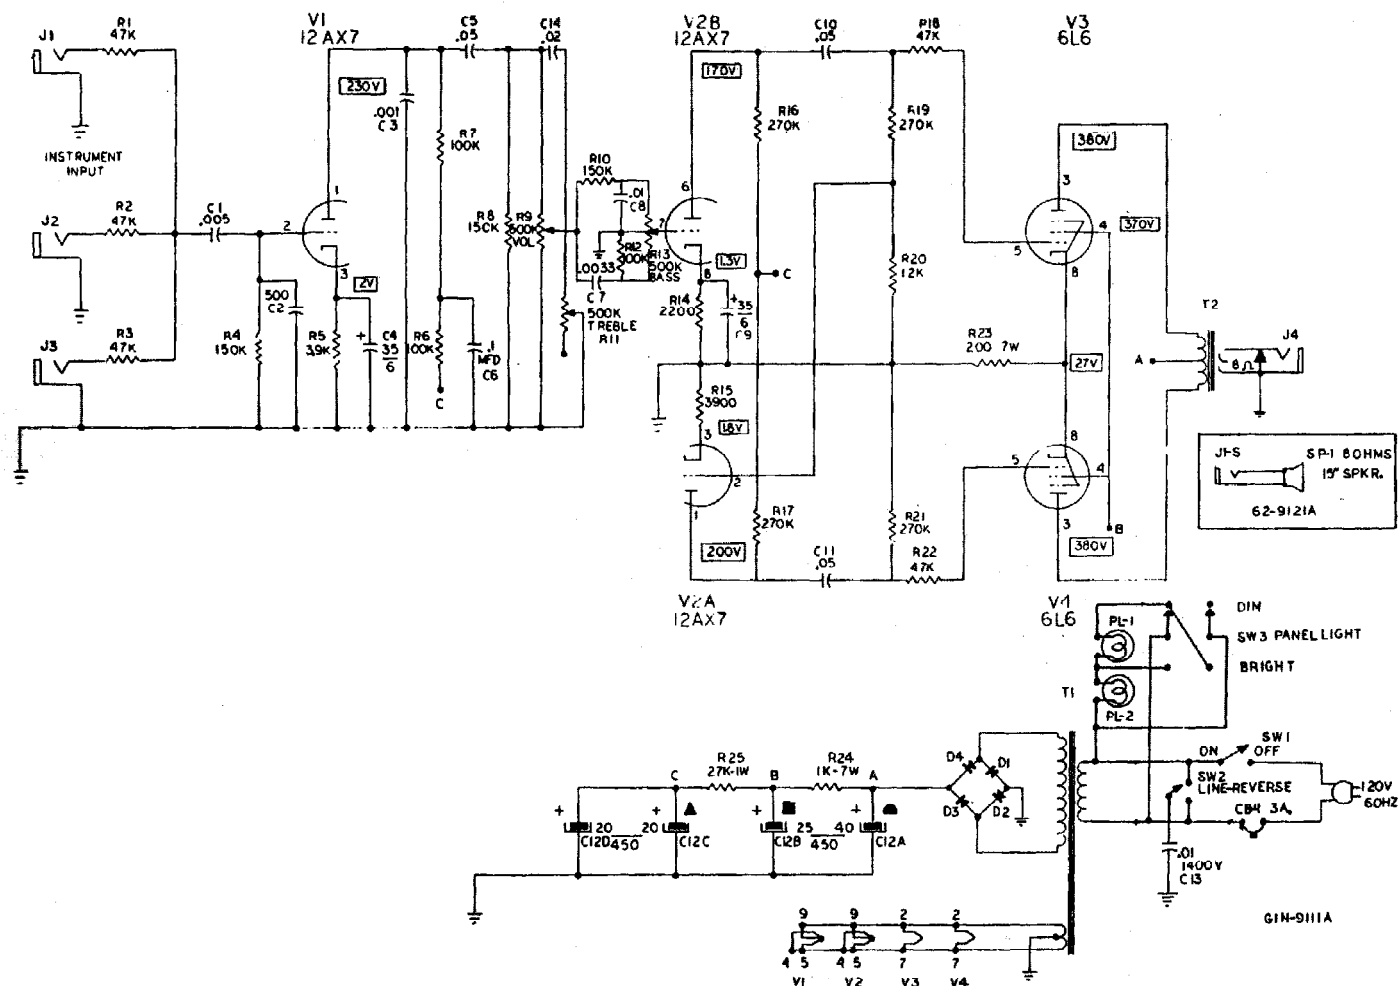 J1
R1
47K
INSTRUMENT
INPUT
J2
R2
47K
C1
.005
J3
R3
47K
V1
12AX7
230V
1
2
3
2V
500
C2
R4
150K
R5
3.9K
+
C4
35
6
.001
C3
C5
.05
C14
.02
R7
100K
R6
100K
C
.1
MFD
C6
R8
150K
R9
500K
VOL
R10
150K
.01
C8
R12
100K
.0033
C7
R13
500K
BASS
500K
TREBLE
R11
V2B
12AX7
170V
6
7
8
1.3V
R14
2200
+
35
6
C9
R15
3900
1.8V
3
2
1
200V
V2A
12AX7
C10
.05
R16
270K
C
R17
270K
C11
.05
R18
47K
R19
270K
R20
12K
R21
270K
R22
47K
R23
200 7W
V3
6L6
380V
3
4
370V
5
8
27V
8
5
4
3
B
380V
V4
6L6
A
T2
8Ω
J4
J1-S
SP-1 8 OHMS
15" SPKR.
62-9121A
PL-1
PL-2
DIM
SW3 PANEL LIGHT
BRIGHT
T1
SW1
ON
OFF
SW2
LINE-REVERSE
CB-1 3A.
120V
60HZ
.01
1400V
C13
D4
D1
D3
D2
R25
27K-1W
R24
1K-7W
C
B
A
+
20
450
C12D
+
20
C12C
+
25
450
C12B
+
40
C12A
9
9
2
2
4
5
4
5
7
7
V1
V2
V3
V4
GIN-9111A